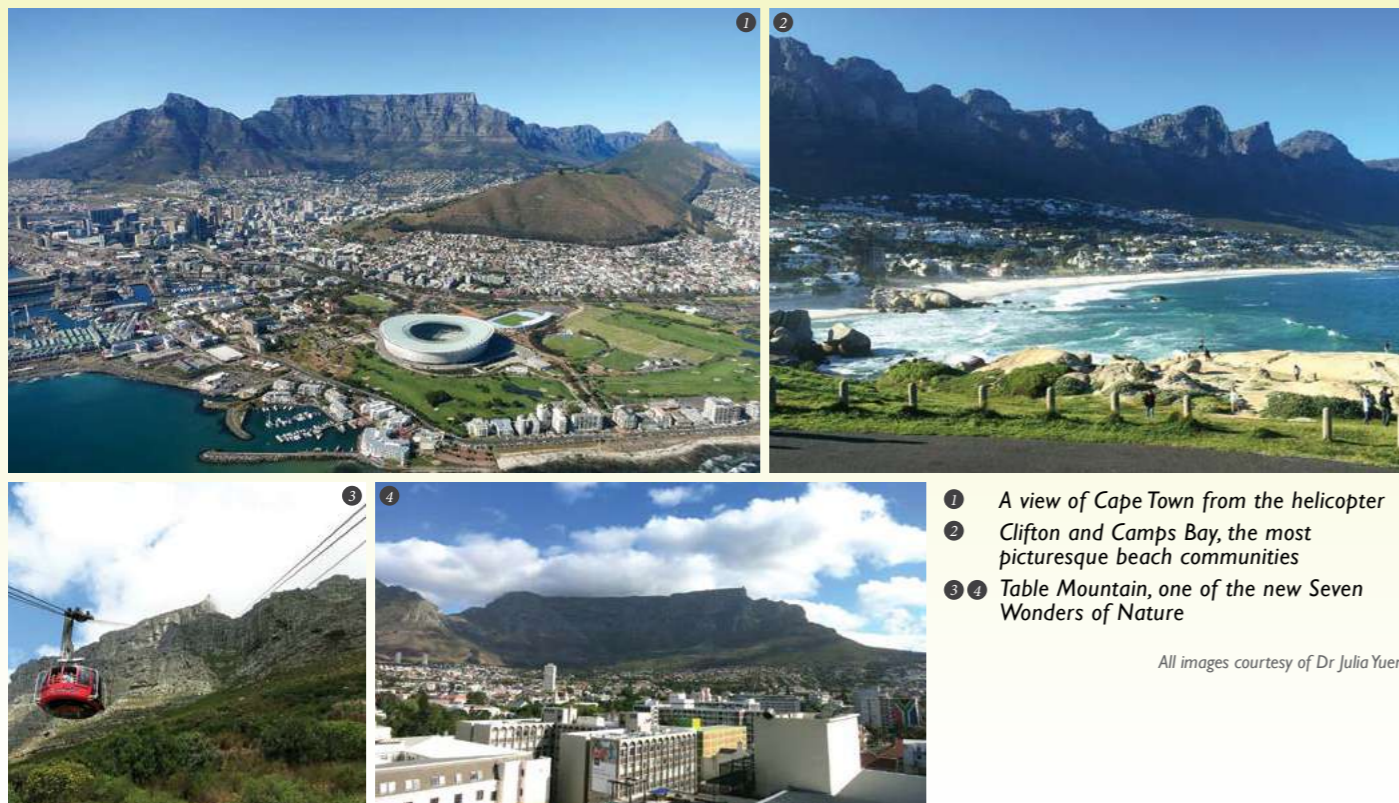 1
2
3
4
1 A view of Cape Town from the helicopter
2 Clifton and Camps Bay, the most
picturesque beach communities
3 4 Table Mountain, one of the new Seven
Wonders of Nature
All images courtesy of Dr Julia Yuen